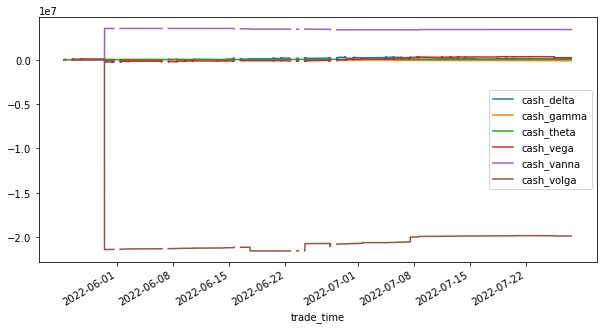 1e7
0.0
−0.5
−1.0
−1.5
−2.0
cash_delta
cash_gamma
cash_theta
cash_vega
cash_vanna
cash_volga
2022-06-01
2022-06-08
2022-06-15
2022-06-22
2022-07-01
2022-07-08
2022-07-15
2022-07-22
trade_time